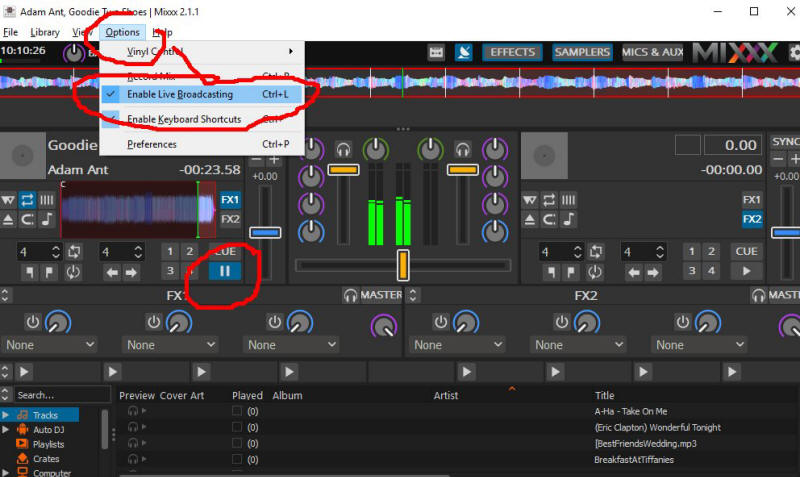 Adam Ant, Goodie Two Shoes | Mixxx 2.1.1
File Library View Options Help
10:10:26
EFFECTS SAMPLERS MICS & AUX MIXXX
Vinyl Control
Record Mix Ctrl+R
Enable Live Broadcasting Ctrl+L
Enable Keyboard Shortcuts
Preferences Ctrl+P
Goodie
Adam Ant -00:23.58
+0.00
C
FX1
FX2
4 4 1 2 CUE
3 4
0.00 SYNC
-00:00.00
+0.00
FX1
FX2
4 4 1 2 CUE
3 4
FX1 MASTER FX2 MAST
None None None None None None
Search... Preview Cover Art Played Album Artist Title
Tracks (0) A-Ha - Take On Me
Auto DJ (0) (Eric Clapton) Wonderful Tonight
Playlists (0) [BestFriendsWedding.mp3
Crates (0) BreakfastAtTiffanies
Computer